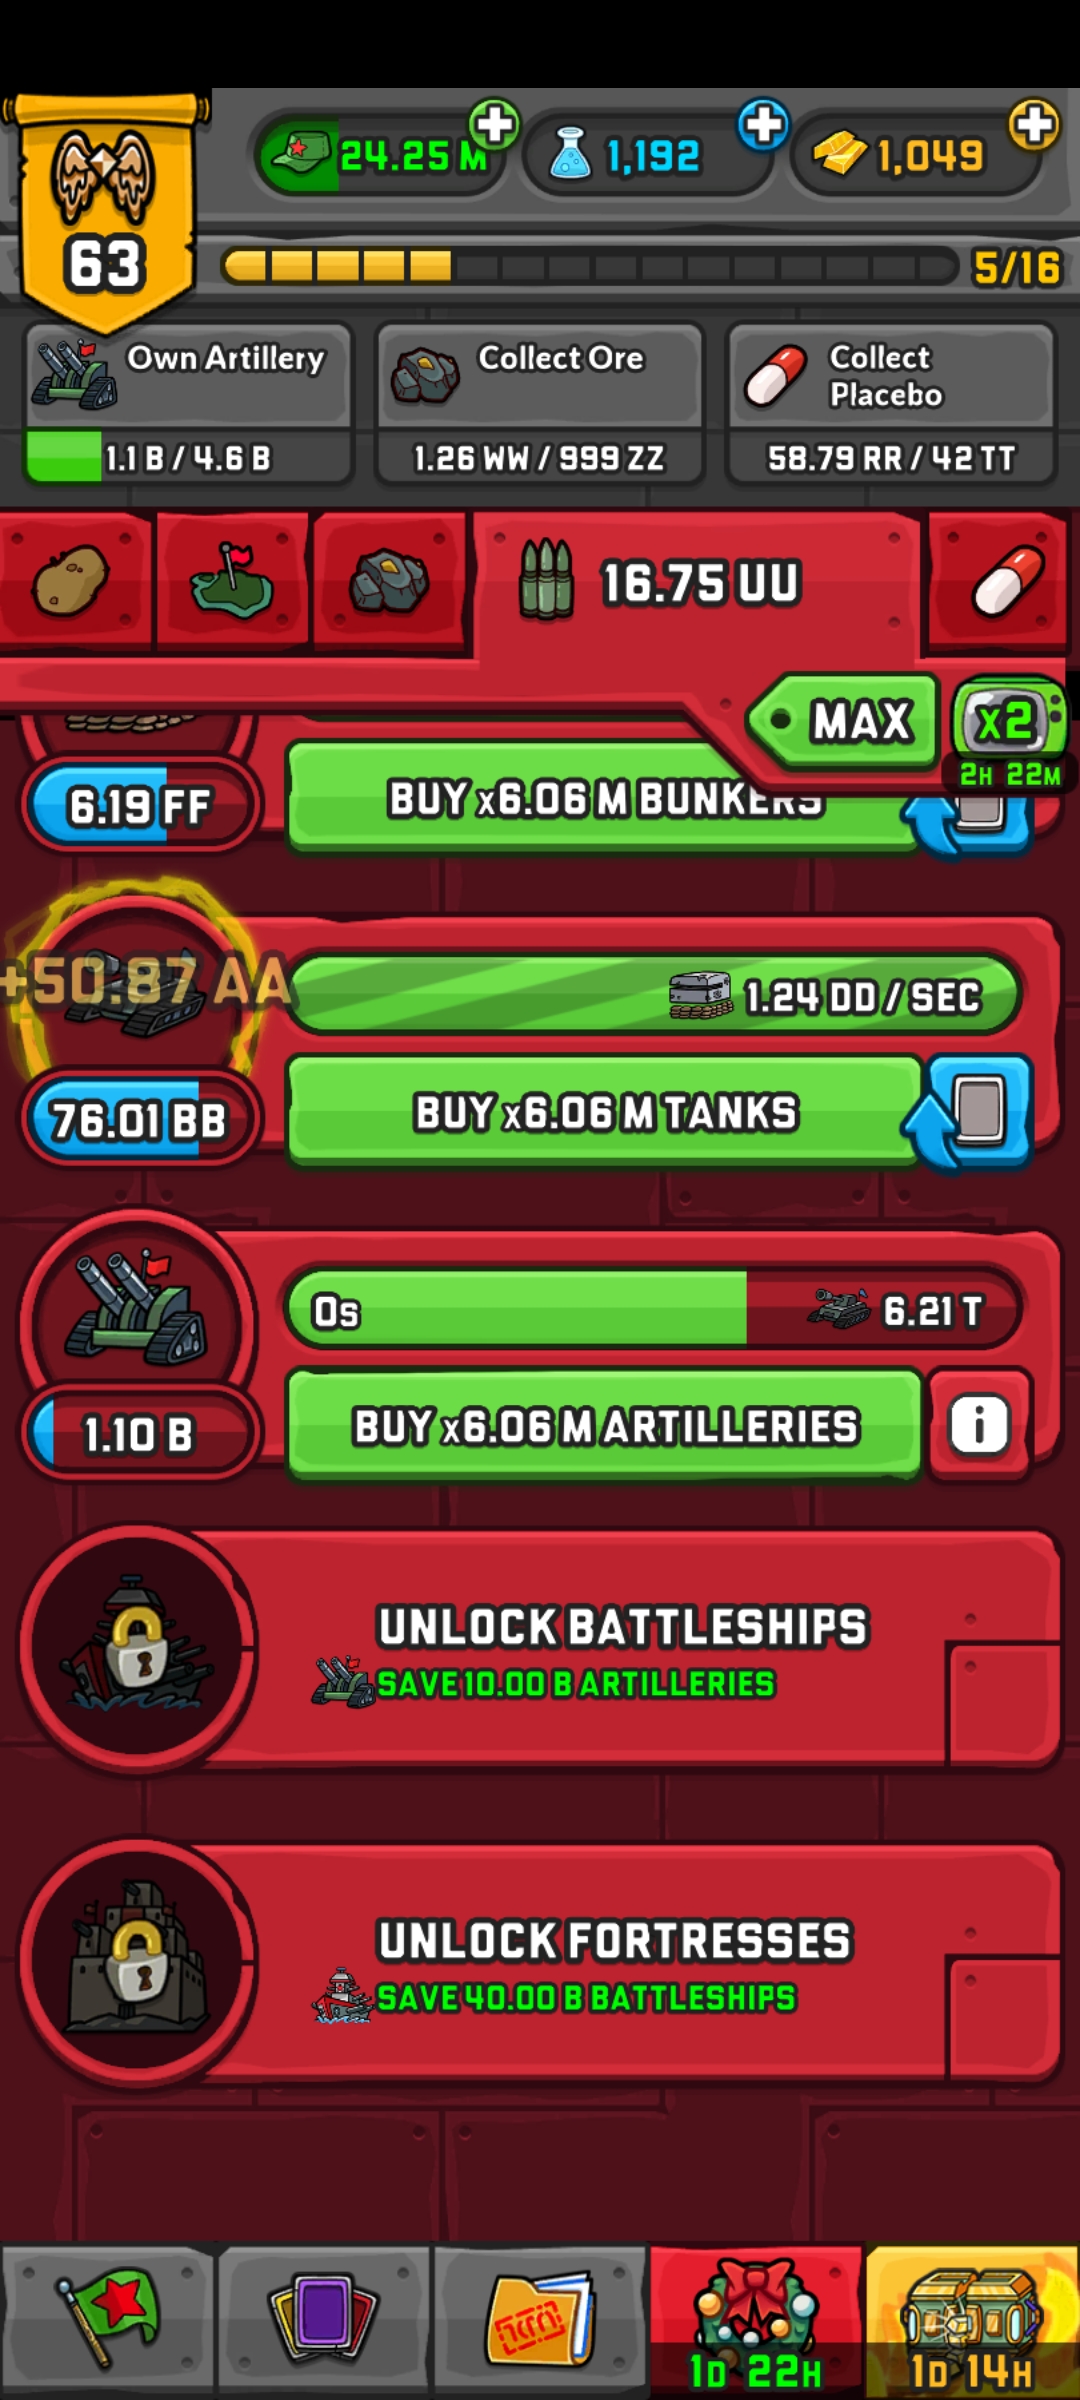 24.25 M
1,192
1,049
63
5/16
Own Artillery
1.1 B / 4.6 B
Collect Ore
1.26 WW / 999 ZZ
Collect
Placebo
58.79 RR / 42 TT
16.75 UU
MAX
x2
2H 22M
6.19 FF
BUY x6.06 M BUNKERS
+50.87 AA
1.24 DD / SEC
76.01 BB
BUY x6.06 M TANKS
0s
6.21 T
1.10 B
BUY x6.06 M ARTILLERIES
i
UNLOCK BATTLESHIPS
SAVE 10.00 B ARTILLERIES
UNLOCK FORTRESSES
SAVE 40.00 B BATTLESHIPS
1D 22H
1D 14H